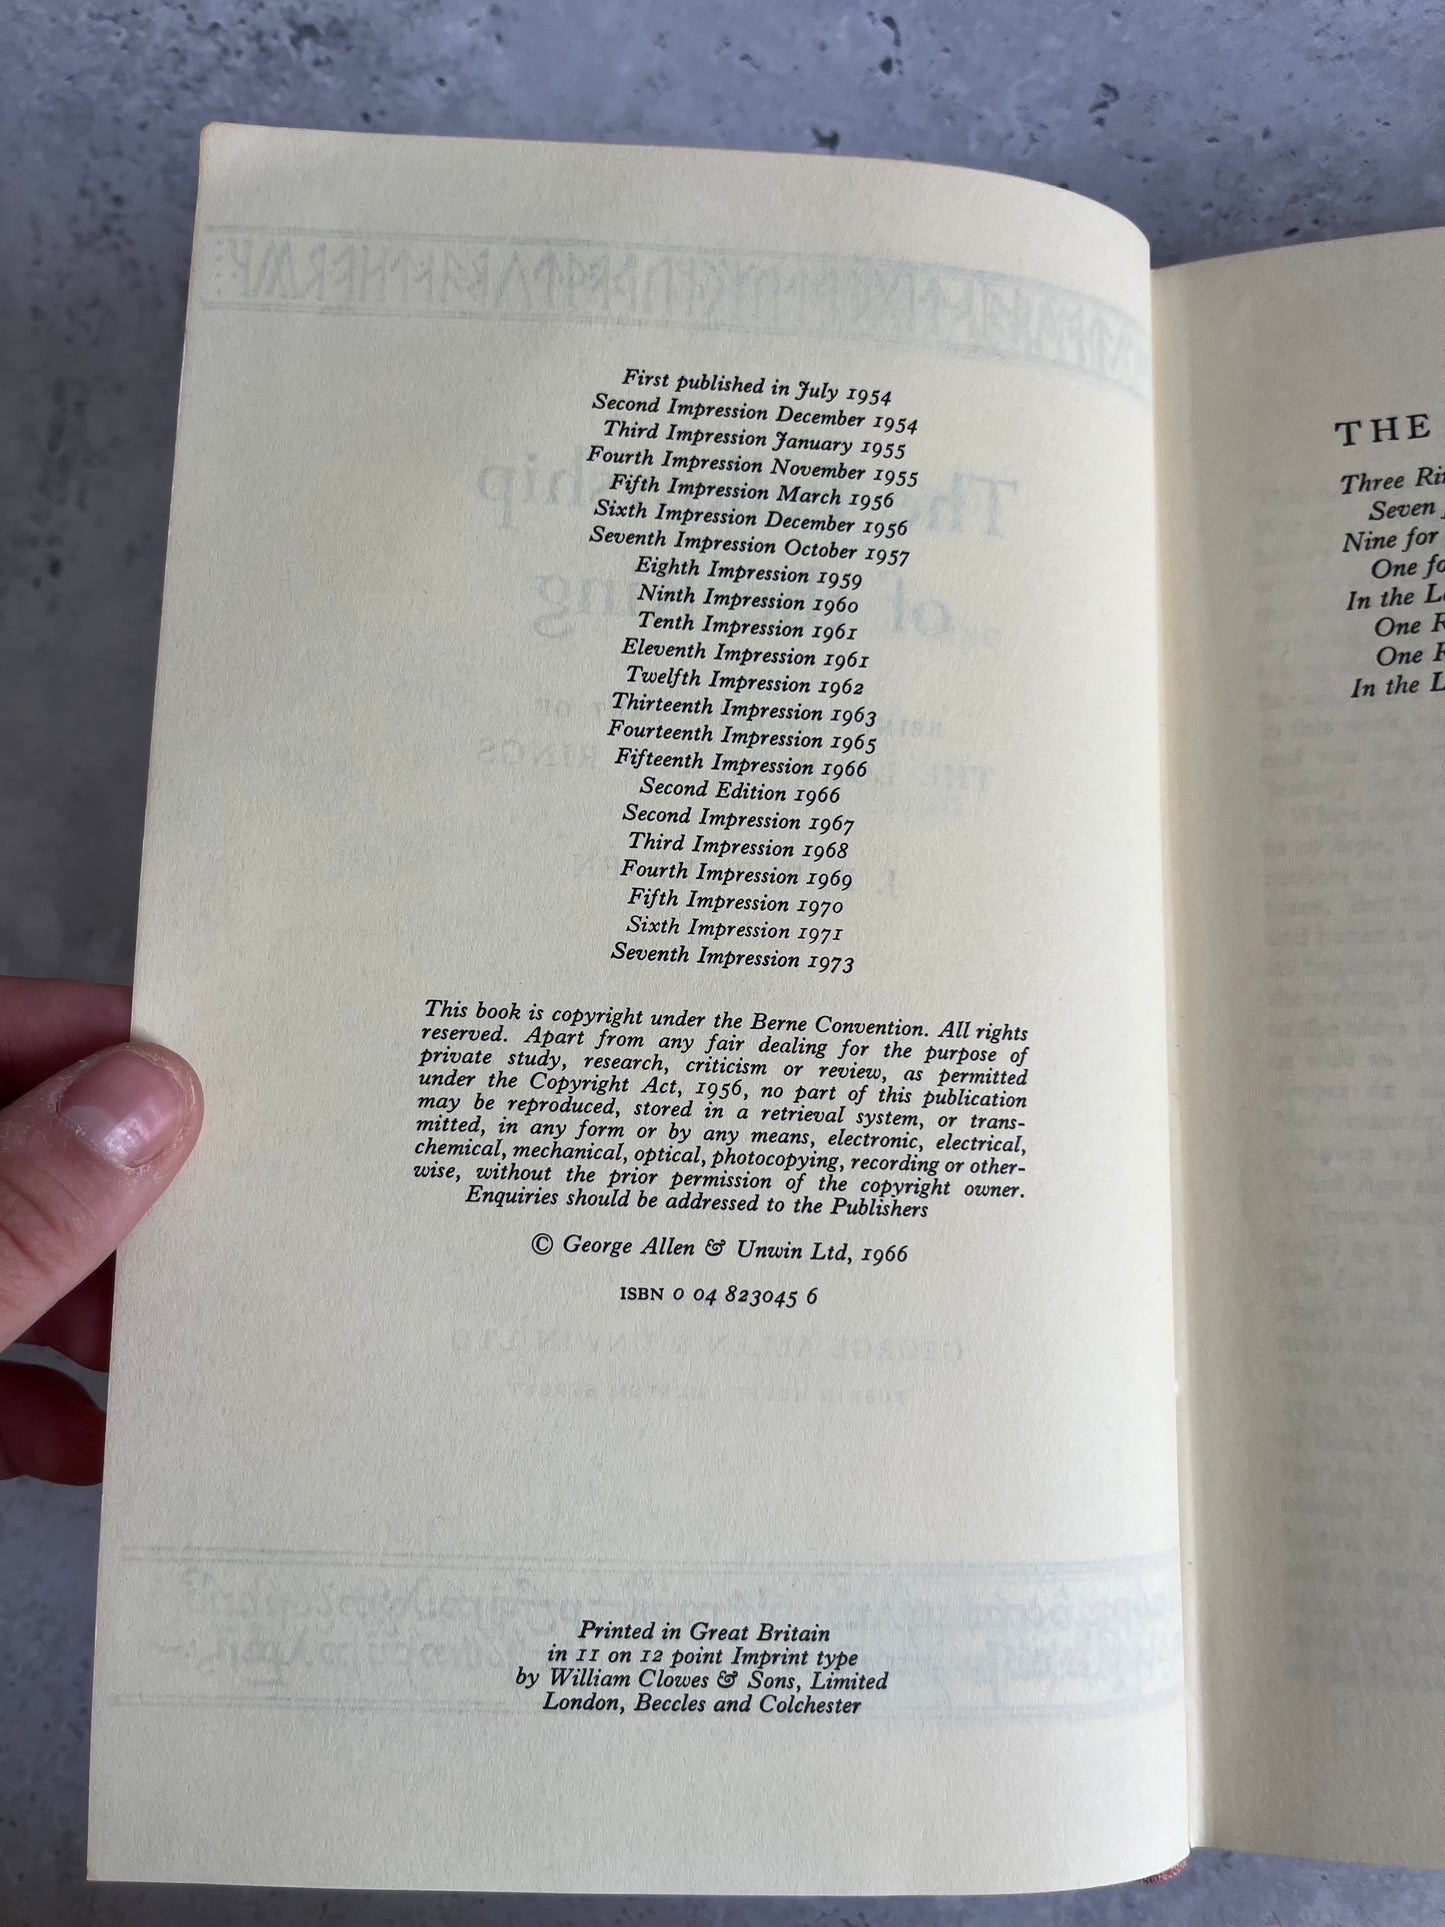 First published in July 1954
Second Impression December 1954
Third Impression January 1955
Fourth Impression November 1955
Fifth Impression March 1956
Sixth Impression December 1956
Seventh Impression October 1957
Eighth Impression 1959
Ninth Impression 1960
Tenth Impression 1961
Eleventh Impression 1961
Twelfth Impression 1962
Thirteenth Impression 1963
Fourteenth Impression 1965
Fifteenth Impression 1966
Second Edition 1966
Second Impression 1967
Third Impression 1968
Fourth Impression 1969
Fifth Impression 1970
Sixth Impression 1971
Seventh Impression 1973
This book is copyright under the Berne Convention. All rights
reserved. Apart from any fair dealing for the purpose of
private study, research, criticism or review, as permitted
under the Copyright Act, 1956, no part of this publication
may be reproduced, stored in a retrieval system, or trans-
mitted, in any form or by any means, electronic, electrical,
chemical, mechanical, optical, photocopying, recording or other-
wise, without the prior permission of the copyright owner.
Enquiries should be addressed to the Publishers
© George Allen & Unwin Ltd, 1966
ISBN 0 04 823045 6
Printed in Great Britain
in 11 on 12 point Imprint type
by William Clowes & Sons, Limited
London, Beccles and Colchester
THE
Three
Seven
Nine for
One
In the
One
One
In the